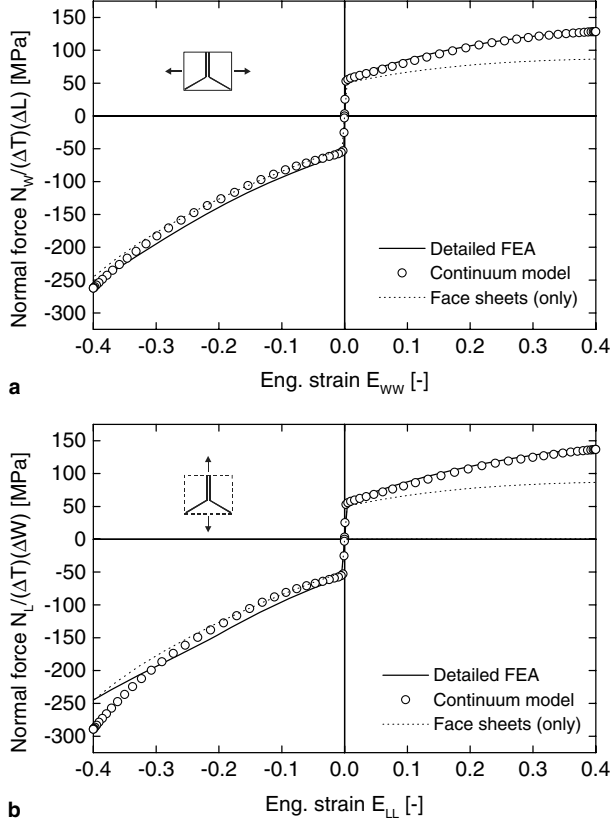 Normal force N_W/(ΔT)(ΔL) [MPa]
150
100
50
0
-50
-100
-150
-200
-250
-300
Detailed FEA
Continuum model
Face sheets (only)
-0.4 -0.3 -0.2 -0.1 0.0 0.1 0.2 0.3 0.4
Eng. strain E_WW [-]
a
Normal force N_L/(ΔT)(ΔW) [MPa]
150
100
50
0
-50
-100
-150
-200
-250
-300
Detailed FEA
Continuum model
Face sheets (only)
-0.4 -0.3 -0.2 -0.1 0.0 0.1 0.2 0.3 0.4
Eng. strain E_LL [-]
b